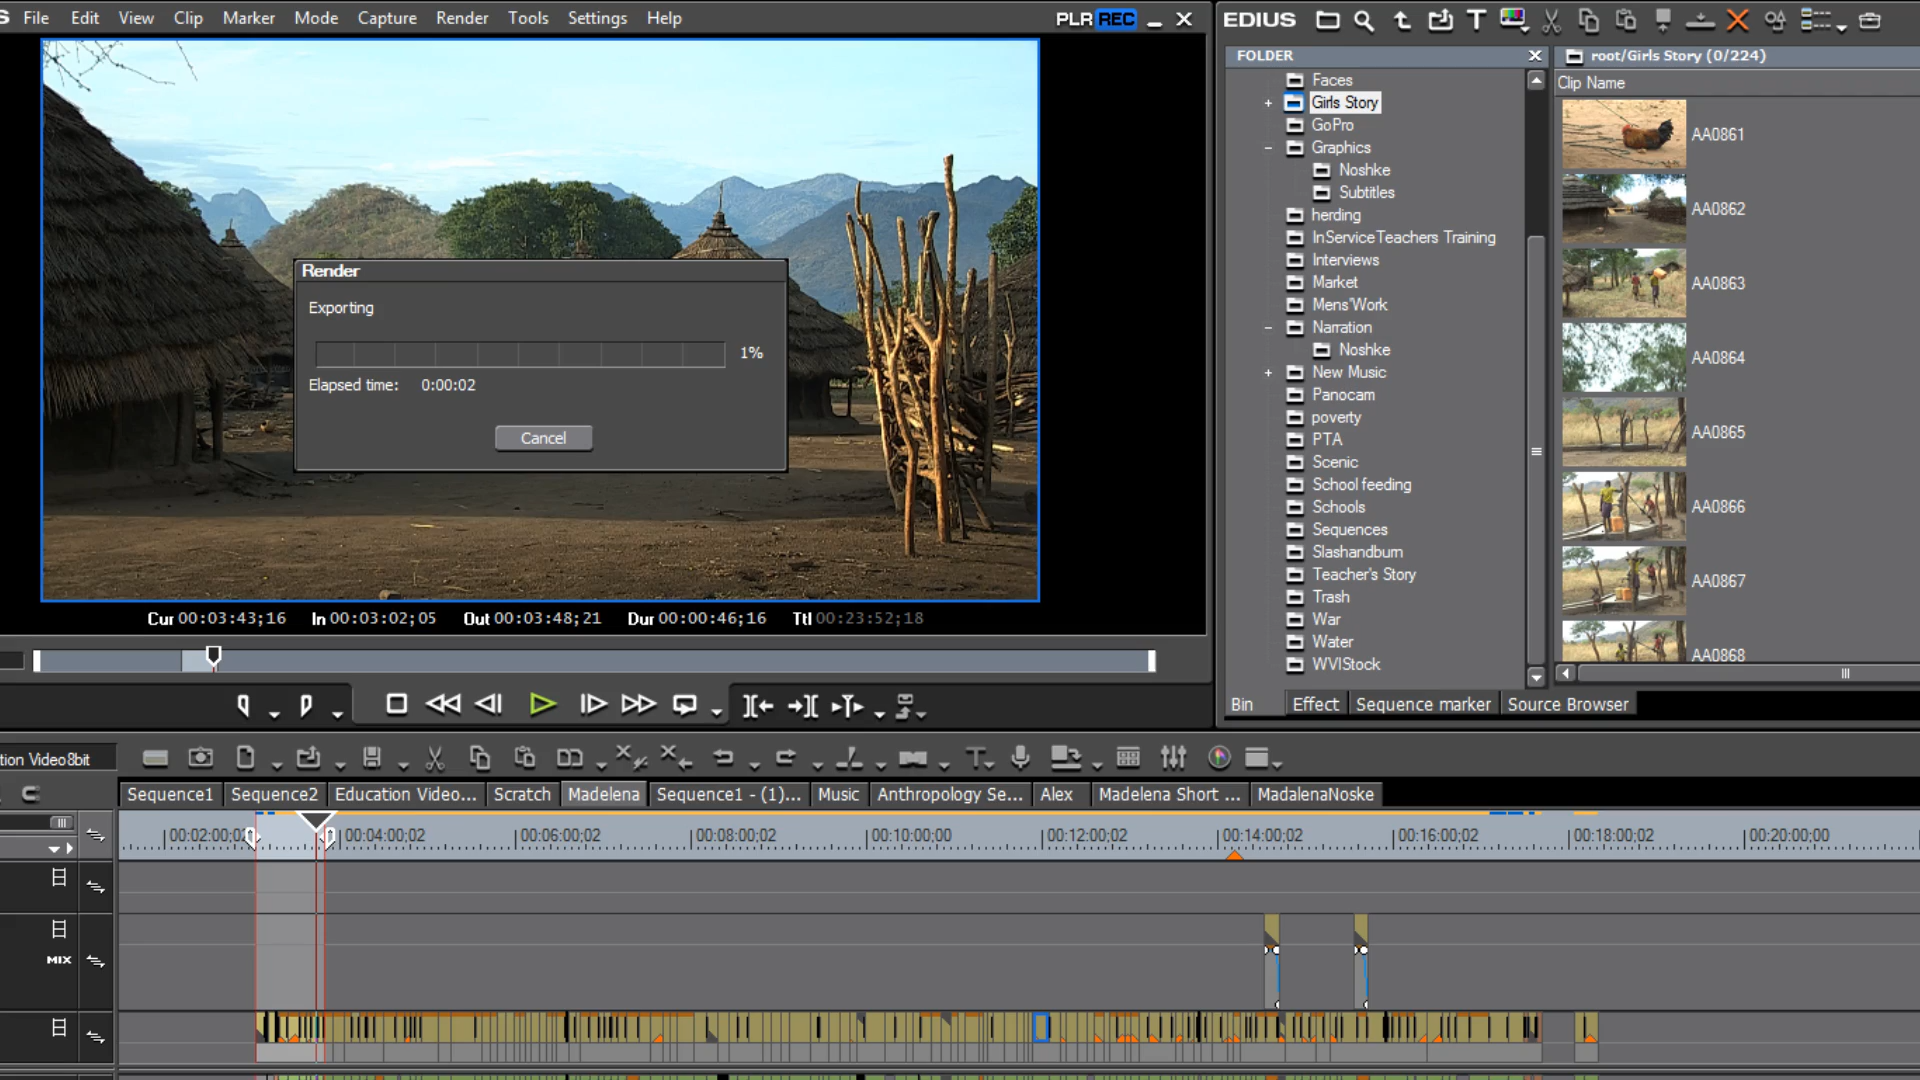 S File Edit View Clip Marker Mode Capture Render Tools Settings Help
PLR REC
EDIUS
FOLDER
root/Girls Story (0/224)
Clip Name
Faces
Girls Story
GoPro
Graphics
Noshke
Subtitles
herding
InServiceTeachers Training
Interviews
Market
Mens'Work
Narration
Noshke
New Music
Panocam
poverty
PTA
Scenic
School feeding
Schools
Sequences
Slashandburn
Teacher's Story
Trash
War
Water
WVIStock
AA0861
AA0862
AA0863
AA0864
AA0865
AA0866
AA0867
AA0868
Render
Exporting
1%
Elapsed time: 0:00:02
Cancel
Cur 00:03:43;16 In 00:03:02;05 Out 00:03:48;21 Dur 00:00:46;16 Ttl 00:23:52;18
Bin Effect Sequence marker Source Browser
tion Video8bit
Sequence1 Sequence2 Education Video... Scratch Madelena Sequence1 - (1)... Music Anthropology Se... Alex Madelena Short ... MadalenaNoske
00:02:00;02 00:04:00;02 00:06:00;02 00:08:00;02 00:10:00;00 00:12:00;02 00:14:00;02 00:16:00;02 00:18:00;02 00:20:00;00
MIX